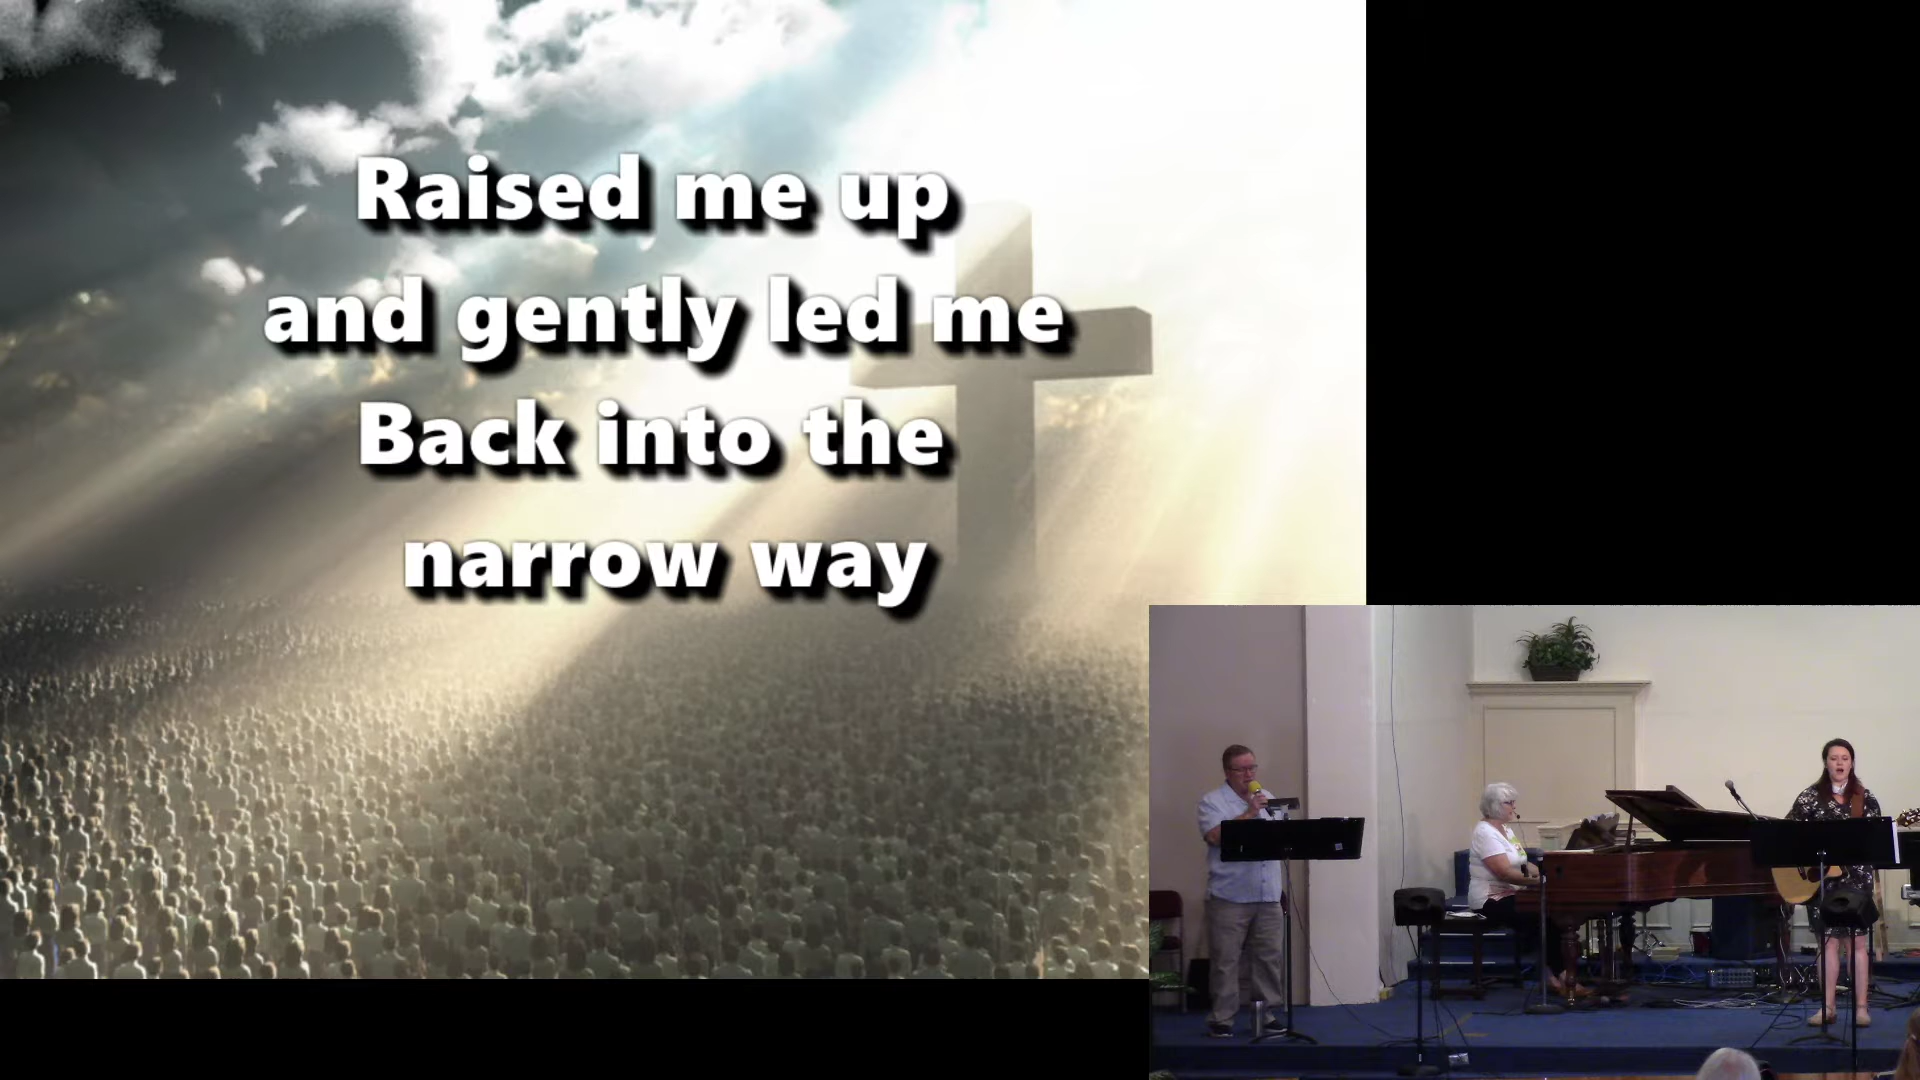 Raised me up
and gently led me
Back into the
narrow way